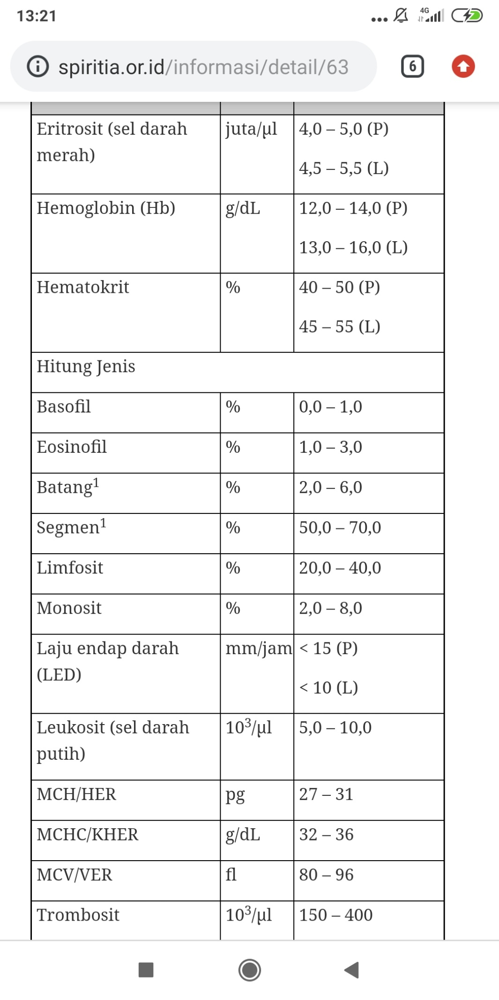 13:21
4G
spiritia.or.id/informasi/detail/63
6
Eritrosit (sel darah merah) juta/µl 4,0 – 5,0 (P)
4,5 – 5,5 (L)
Hemoglobin (Hb) g/dL 12,0 – 14,0 (P)
13,0 – 16,0 (L)
Hematokrit % 40 – 50 (P)
45 – 55 (L)
Hitung Jenis
Basofil % 0,0 – 1,0
Eosinofil % 1,0 – 3,0
Batang¹ % 2,0 – 6,0
Segmen¹ % 50,0 – 70,0
Limfosit % 20,0 – 40,0
Monosit % 2,0 – 8,0
Laju endap darah (LED) mm/jam < 15 (P)
< 10 (L)
Leukosit (sel darah putih) 10³/µl 5,0 – 10,0
MCH/HER pg 27 – 31
MCHC/KHER g/dL 32 – 36
MCV/VER fl 80 – 96
Trombosit 10³/µl 150 – 400